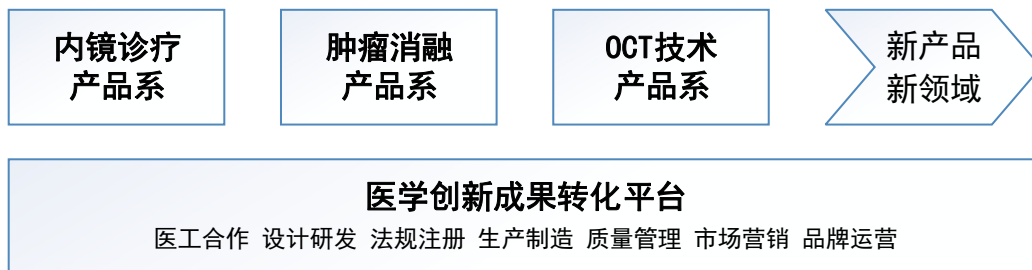 内镜诊疗
产品系
肿瘤消融
产品系
OCT技术
产品系
新产品
新领域
医学创新成果转化平台
医工合作 设计研发 法规注册 生产制造 质量管理 市场营销 品牌运营